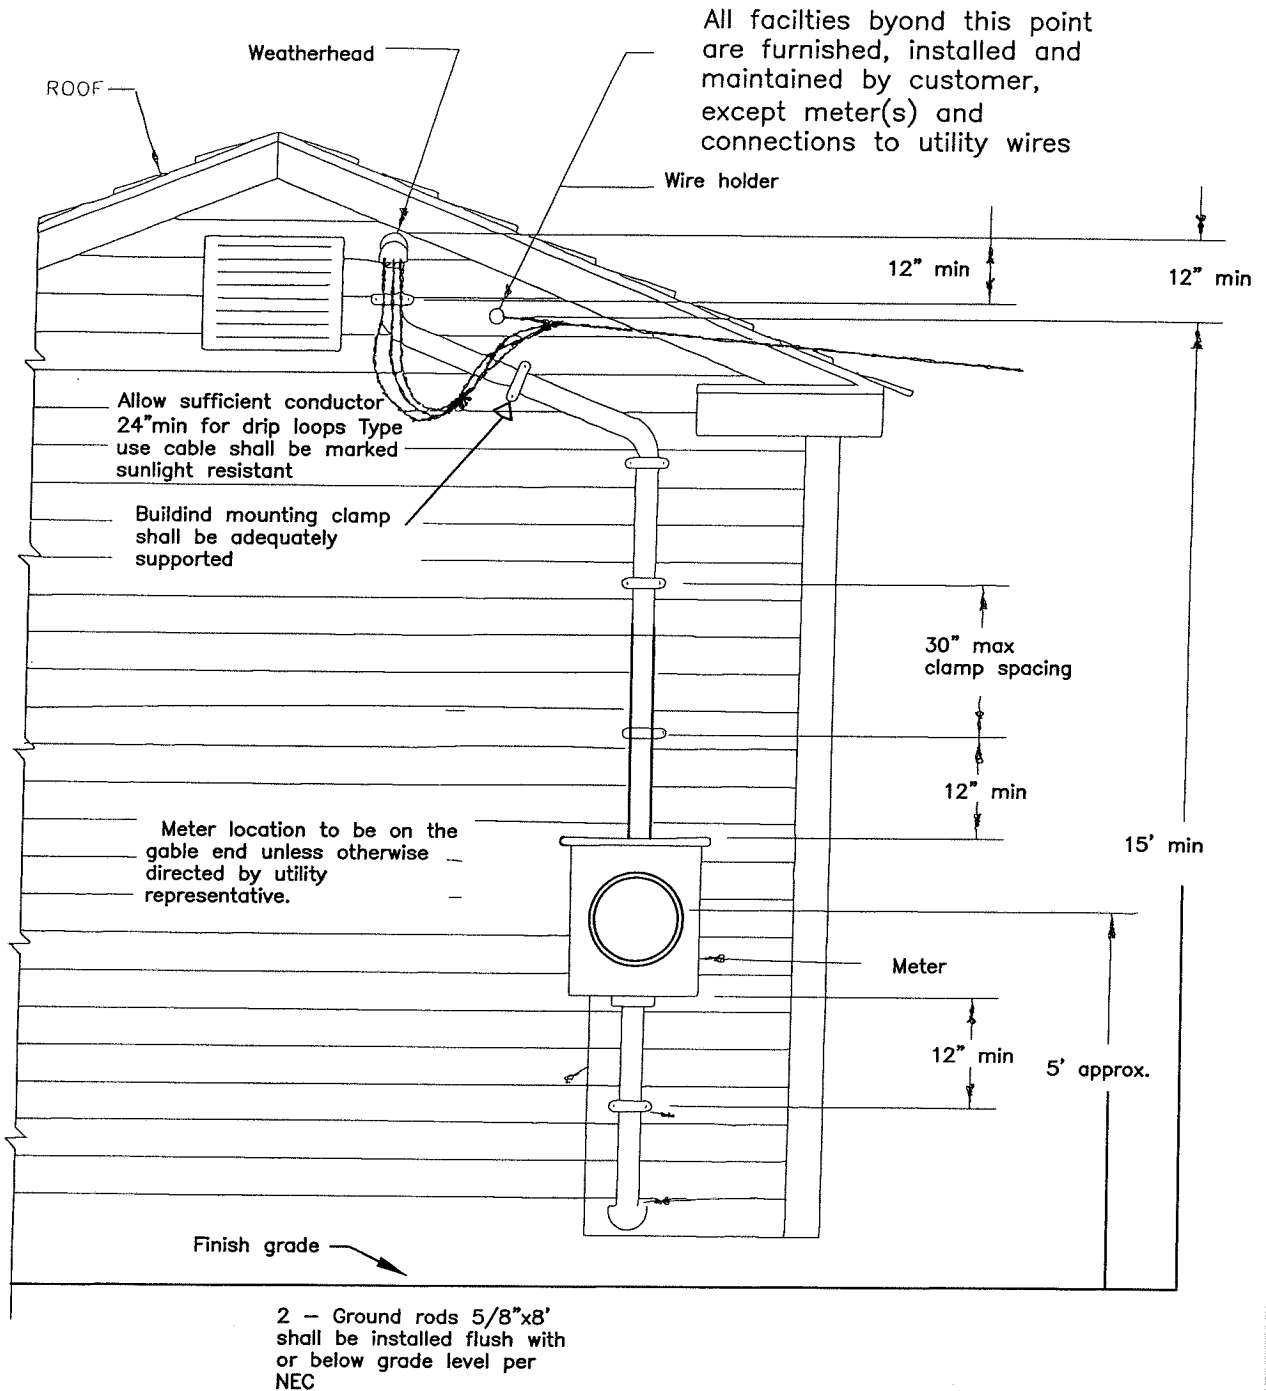 All facilties byond this point
are furnished, installed and
maintained by customer,
except meter(s) and
connections to utility wires
Weatherhead
ROOF
Wire holder
12" min
12" min
Allow sufficient conductor
24"min for drip loops Type
use cable shall be marked
sunlight resistant
Buildind mounting clamp
shall be adequately
supported
30" max
clamp spacing
12" min
15' min
Meter location to be on the
gable end unless otherwise
directed by utility
representative.
Meter
12" min
5' approx.
Finish grade
2 – Ground rods 5/8"x8'
shall be installed flush with
or below grade level per
NEC